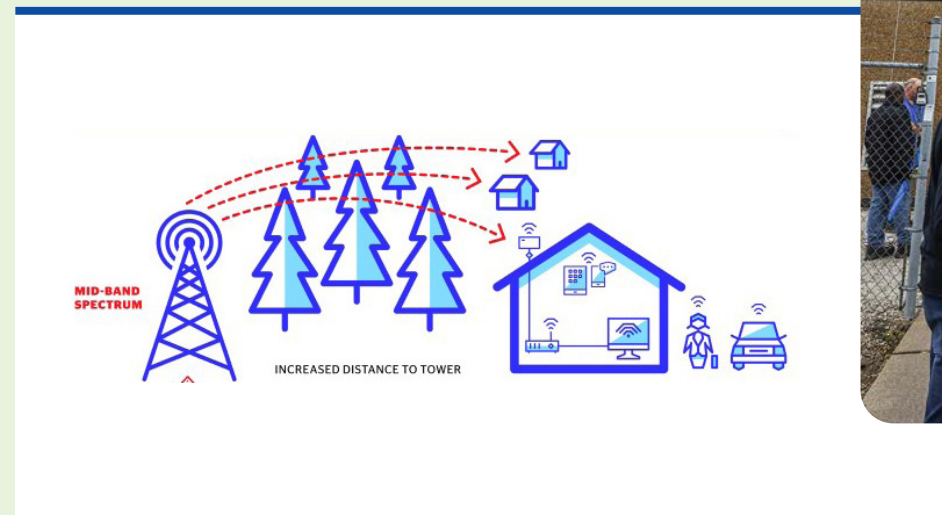 MID-BAND
SPECTRUM
INCREASED DISTANCE TO TOWER